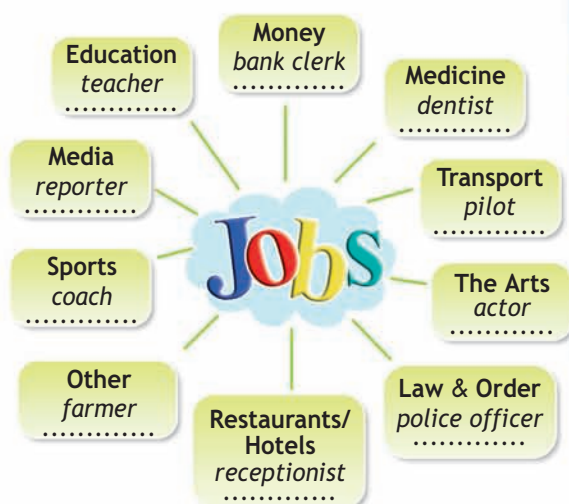 Money
bank clerk
.............
Education
teacher
.............
Medicine
dentist
.............
Media
reporter
.............
Transport
pilot
.............
Jobs
Sports
coach
.............
The Arts
actor
............
Other
farmer
.............
Law & Order
police officer
.............
Restaurants/
Hotels
receptionist
.............